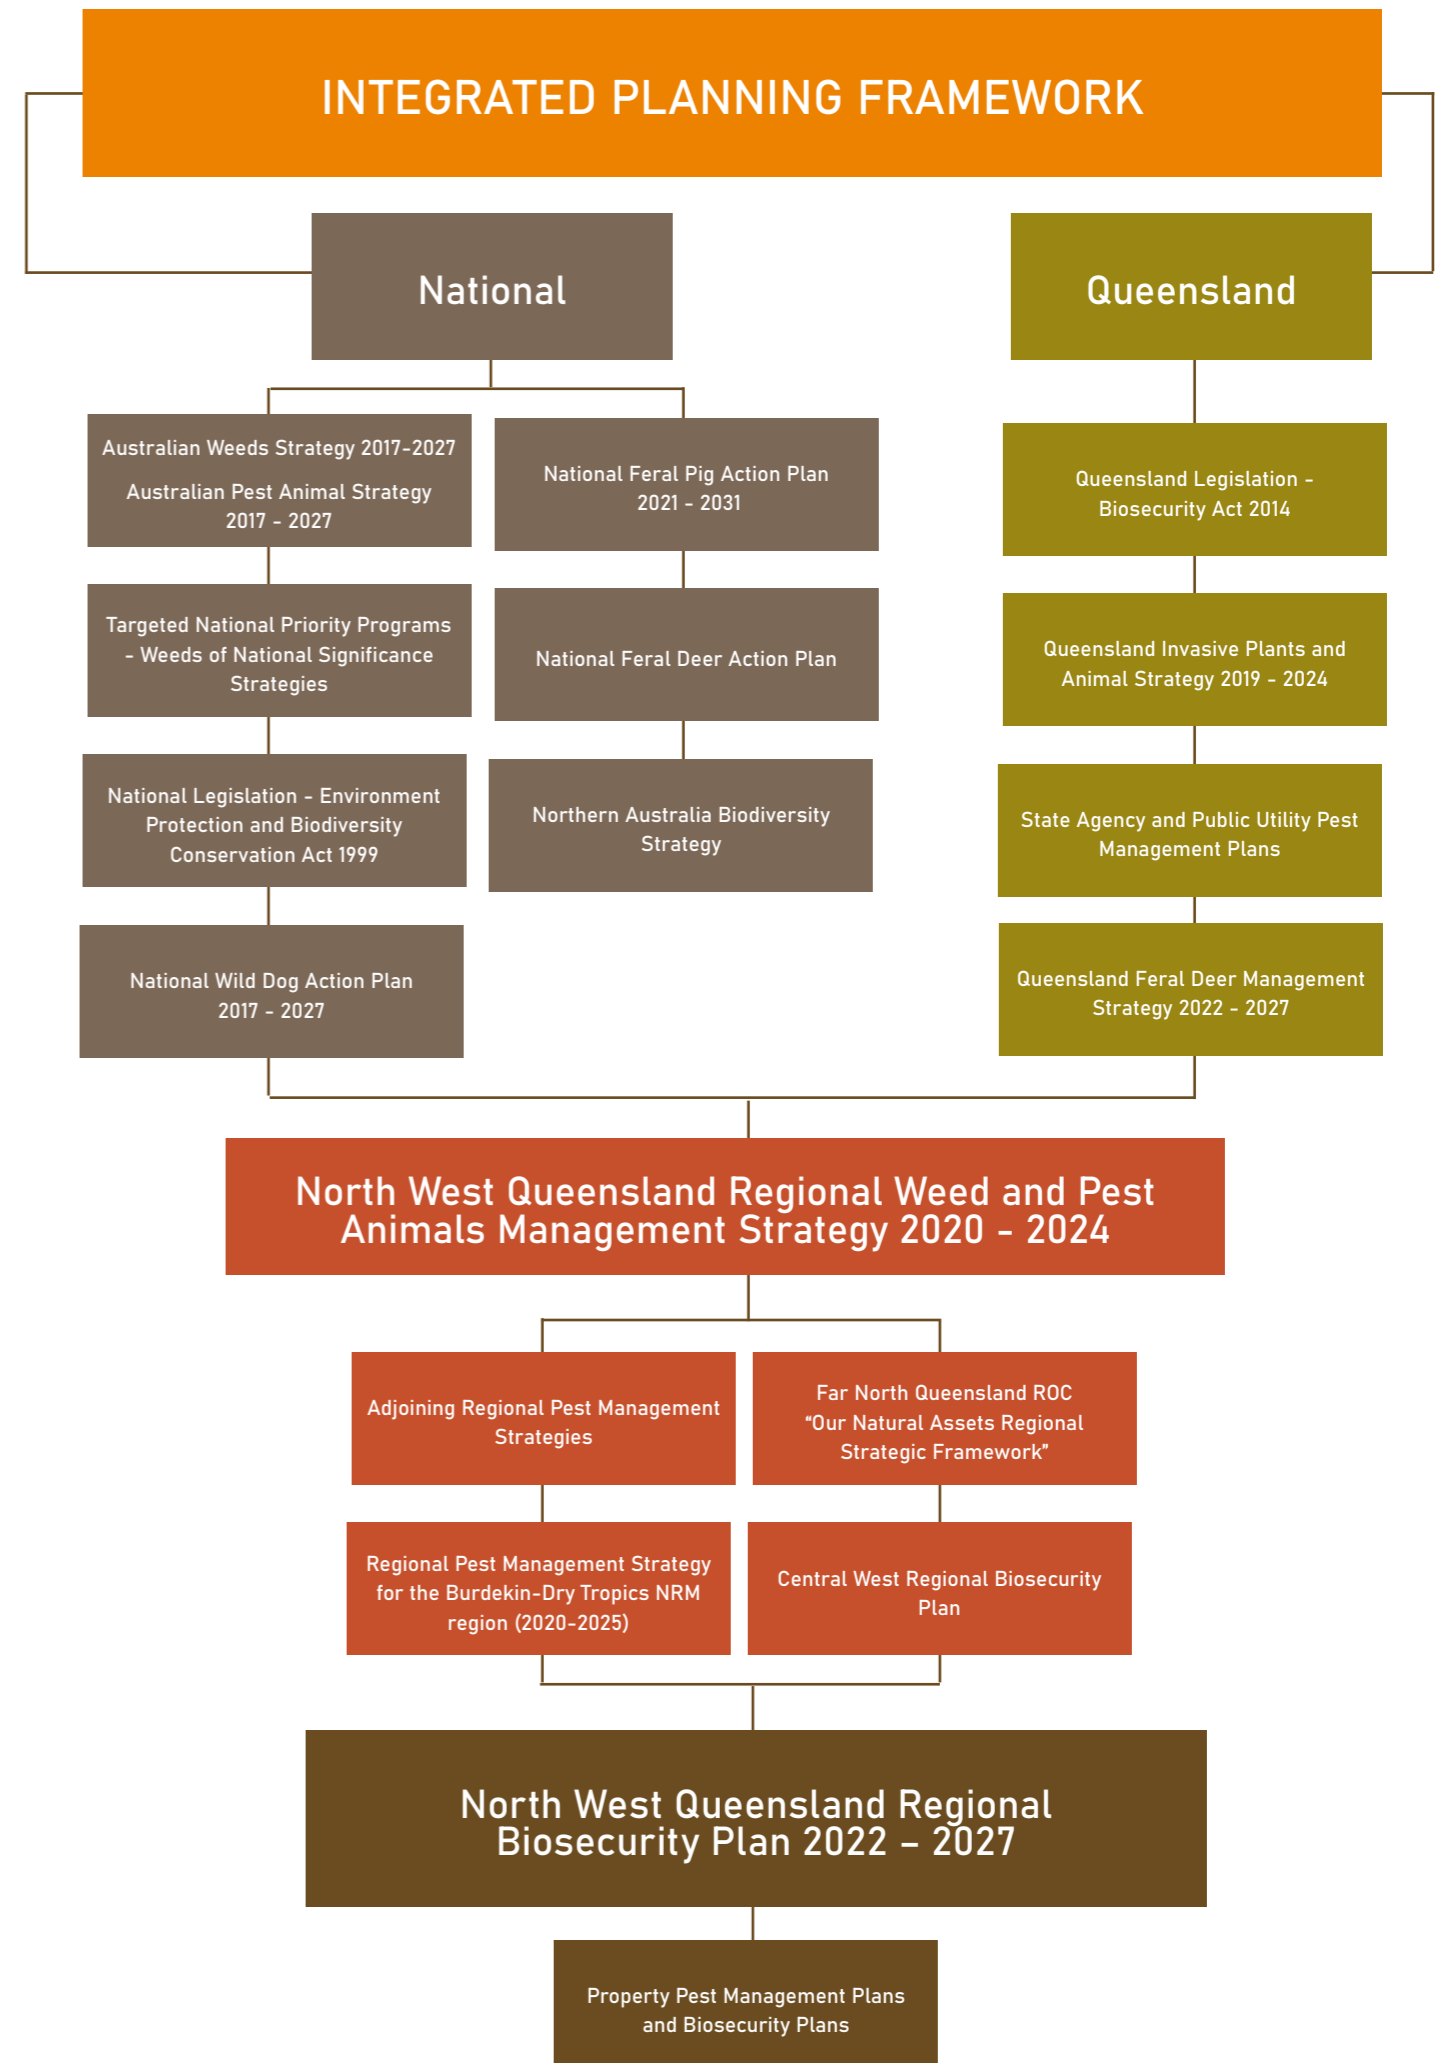 INTEGRATED PLANNING FRAMEWORK
National
Queensland
Australian Weeds Strategy 2017-2027
Australian Pest Animal Strategy
2017 - 2027
Targeted National Priority Programs
- Weeds of National Significance
Strategies
National Legislation - Environment
Protection and Biodiversity
Conservation Act 1999
National Wild Dog Action Plan
2017 - 2027
National Feral Pig Action Plan
2021 - 2031
National Feral Deer Action Plan
Northern Australia Biodiversity
Strategy
Queensland Legislation -
Biosecurity Act 2014
Queensland Invasive Plants and
Animal Strategy 2019 - 2024
State Agency and Public Utility Pest
Management Plans
Queensland Feral Deer Management
Strategy 2022 - 2027
North West Queensland Regional Weed and Pest
Animals Management Strategy 2020 - 2024
Adjoining Regional Pest Management
Strategies
Regional Pest Management Strategy
for the Burdekin-Dry Tropics NRM
region (2020-2025)
Far North Queensland ROC
“Our Natural Assets Regional
Strategic Framework”
Central West Regional Biosecurity
Plan
North West Queensland Regional
Biosecurity Plan 2022 – 2027
Property Pest Management Plans
and Biosecurity Plans